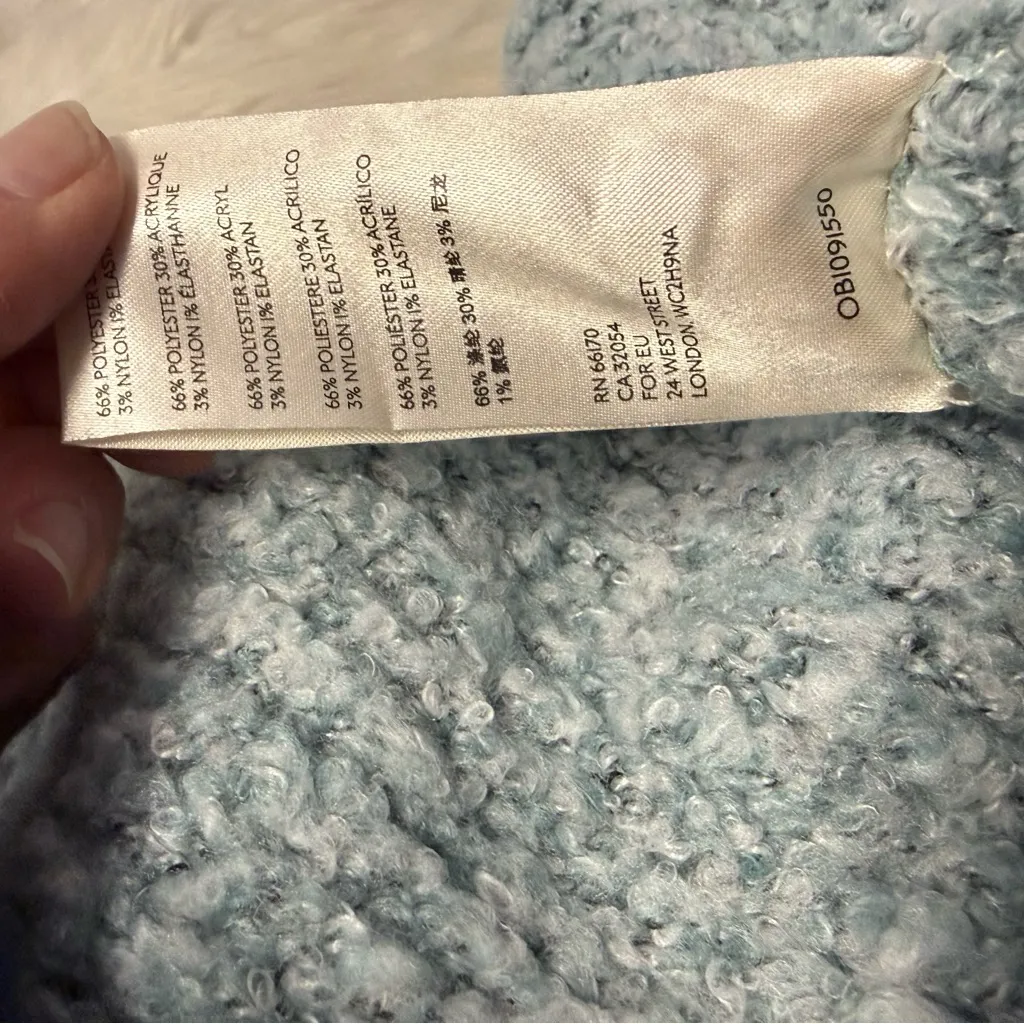 66% POLYESTER
3% NYLON 1%
66% POLYESTER 30% ACRYLIQUE
3% NYLON 1% ÉLASTHANNE
66% POLYESTER 30% ACRYL
3% NYLON 1% ELASTAN
66% POLIESTERE 30% ACRILICO
3% NYLON 1% ELASTAN
66% POLIÉSTER 30% ACRÍLICO
3% NYLON 1% ELASTANE
66% 涤纶 30% 腈纶 3% 尼龙
1% 氨纶
RN 66170
CA 32054
FOR EU
24 WEST STREET
LONDON, WC2H9NA
OB1091550